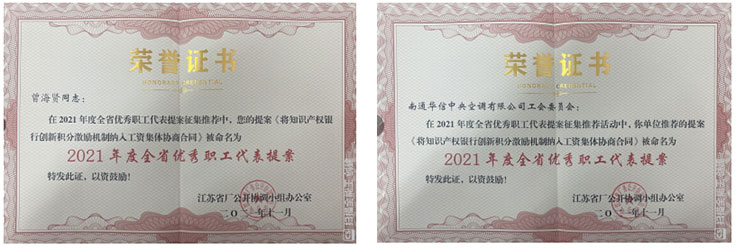 荣誉证书
HONORARY CREDENTIAL
曾海贤同志：
在2021年度全省优秀职工代表提案征集推荐中，您的提案《将知识产权银
行创新积分激励机制纳入工资集体协商合同》被命名为
2021年度全省优秀职工代表提案
特发此证，以资鼓励！
江苏省厂务公开协调小组办公室
二〇二一年十一月
荣誉证书
HONORARY CREDENTIAL
南通华信中央空调有限公司工会委员会：
在2021年度全省优秀职工代表提案征集推荐活动中，你单位推荐的提案
《将知识产权银行创新积分激励机制纳入工资集体协商合同》被命名为
2021年度全省优秀职工代表提案
特发此证，以资鼓励！
江苏省厂务公开协调小组办公室
二〇二一年十一月